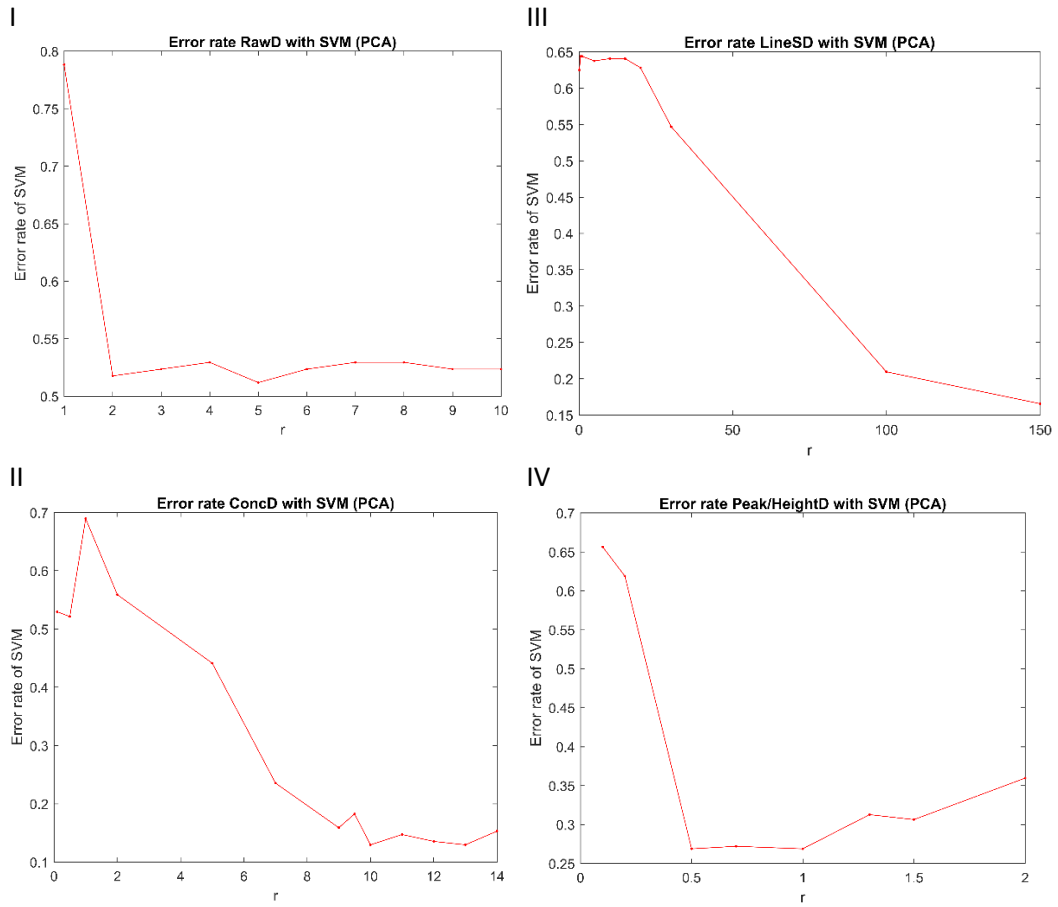 I
Error rate RawD with SVM (PCA)
0.8
0.75
0.7
0.65
0.6
0.55
0.5
Error rate of SVM
1 2 3 4 5 6 7 8 9 10
r
III
Error rate LineSD with SVM (PCA)
0.65
0.6
0.55
0.5
0.45
0.4
0.35
0.3
0.25
0.2
0.15
Error rate of SVM
0 50 100 150
r
II
Error rate ConcD with SVM (PCA)
0.7
0.6
0.5
0.4
0.3
0.2
0.1
Error rate of SVM
0 2 4 6 8 10 12 14
r
IV
Error rate Peak/HeightD with SVM (PCA)
0.7
0.65
0.6
0.55
0.5
0.45
0.4
0.35
0.3
0.25
Error rate of SVM
0 0.5 1 1.5 2
r